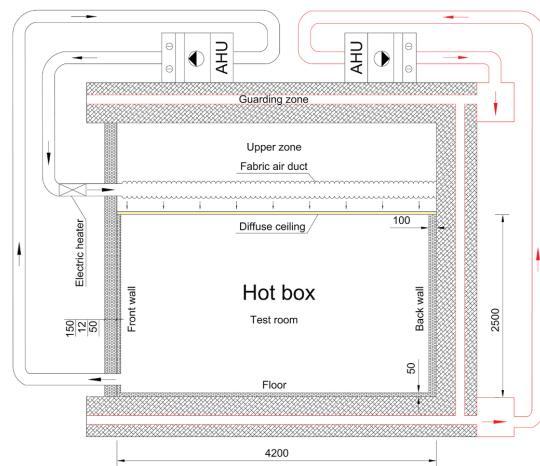 AHU
AHU
Guarding zone
Upper zone
Fabric air duct
Diffuse ceiling
100
Electric heater
Hot box
Test room
Front wall
Back wall
150
12
50
2500
50
Floor
4200